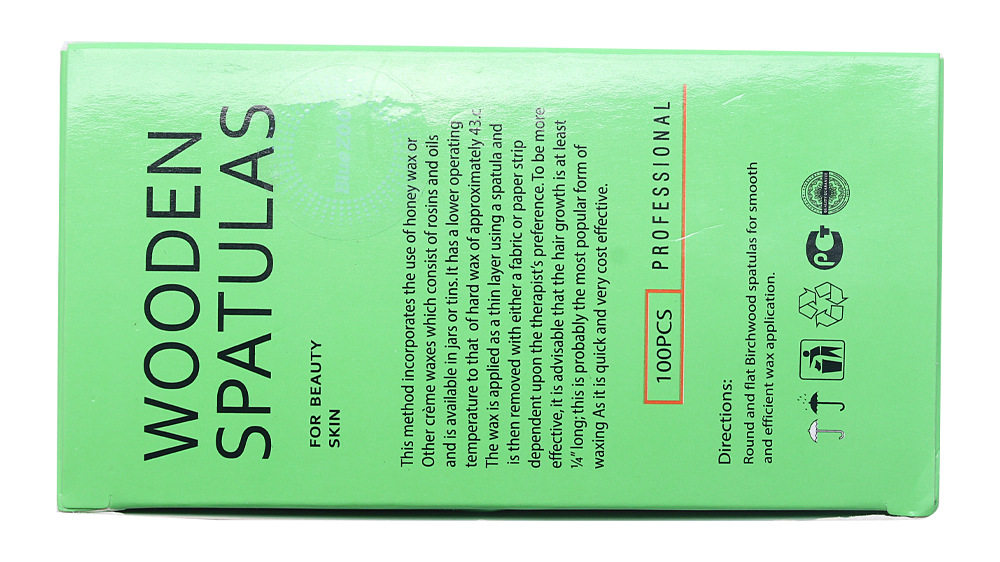 WOODEN
SPATULAS
FOR BEAUTY
SKIN
This method incorporates the use of honey wax or
Other crème waxes which consist of rosins and oils
and is available in jars or tins.It has a lower operating
temperature to that of hard wax of approximately 43.c
The wax is applied as a thin layer using a spatula and
is then removed with either a fabric or paper strip
dependent upon the therapist's preference.To be more
effective,it is advisable that the hair growth is at least
¼" long; this is probably the most popular form of
waxing As it is quick and very cost effective.
100PCS PROFESSIONAL
Directions:
Round and flat Birchwood spatulas for smooth
and efficient wax application.